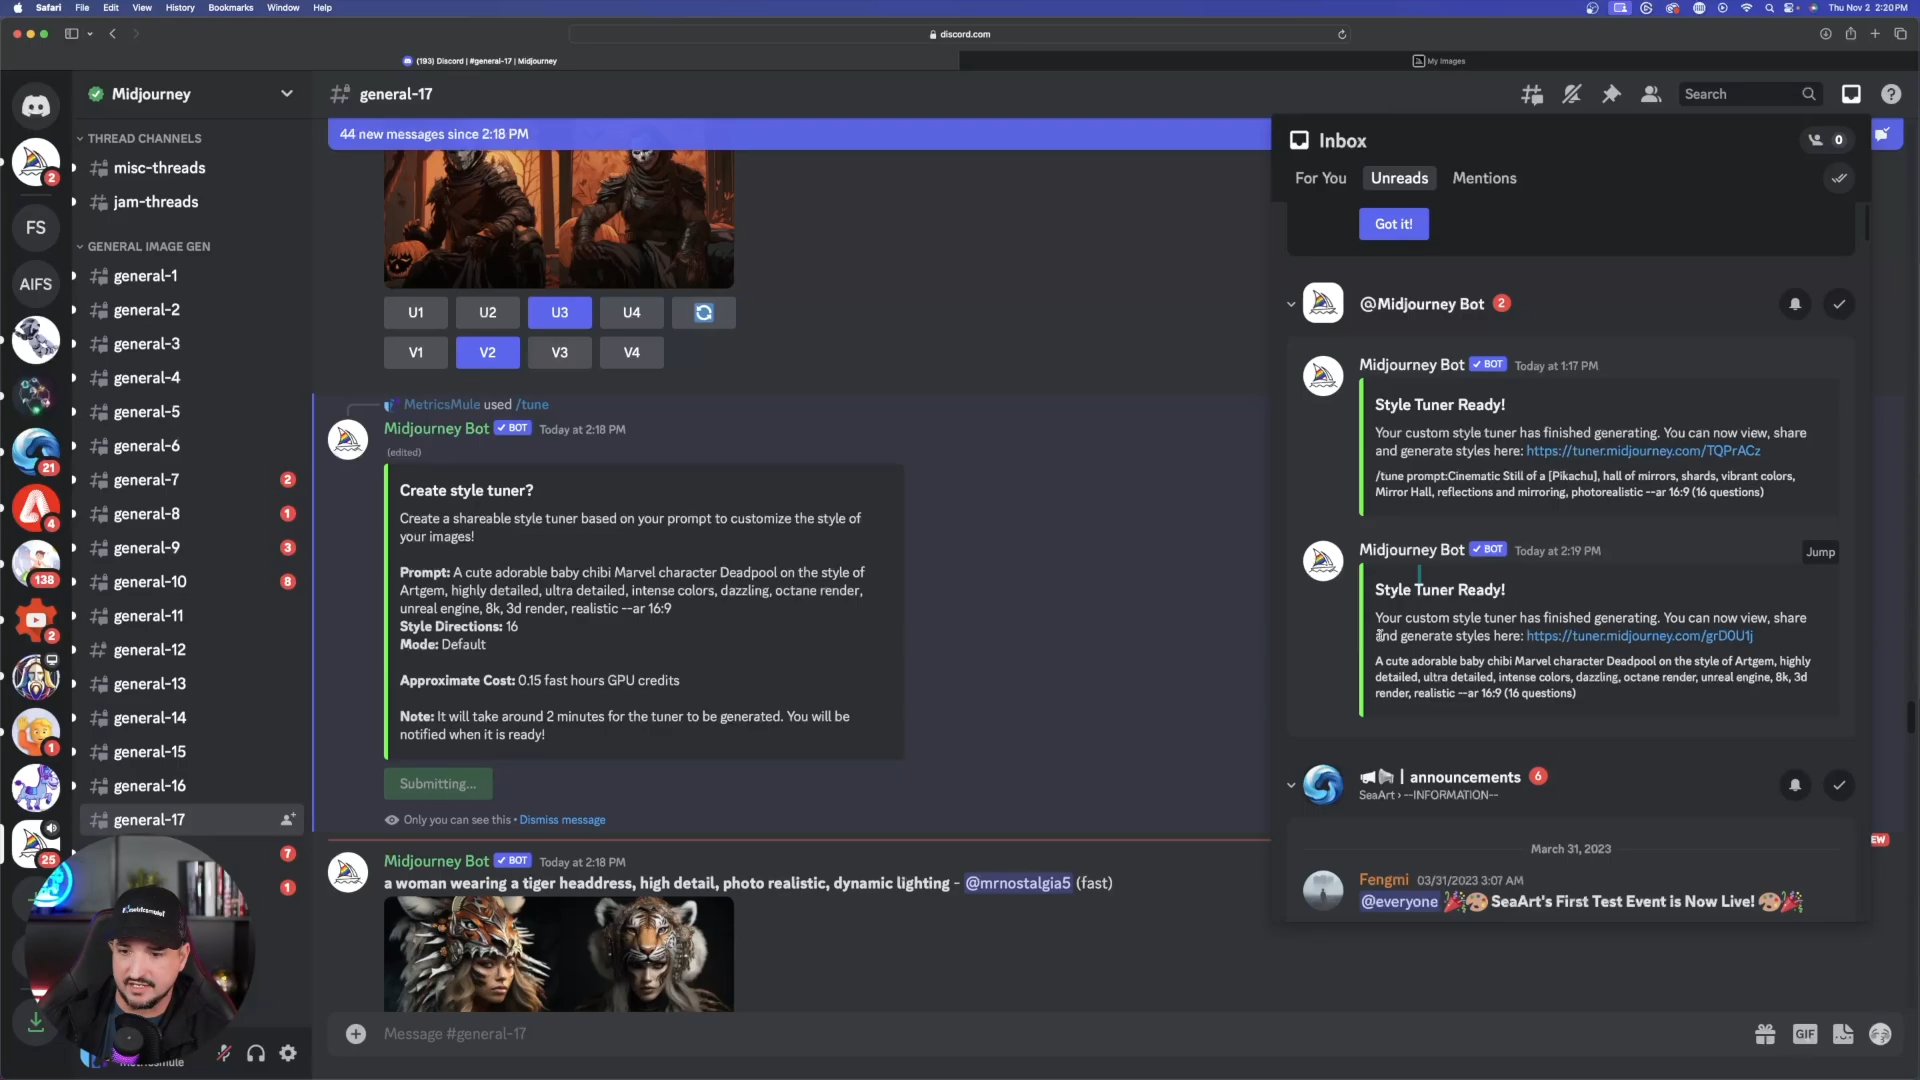 Safari File Edit View History Bookmarks Window Help
Thu Nov 2 2:20 PM
discord.com
(193) Discord | #general-17 | Midjourney
My Images
Midjourney
general-17
Search
THREAD CHANNELS
misc-threads
jam-threads
GENERAL IMAGE GEN
general-1
general-2
general-3
general-4
general-5
general-6
general-7 2
general-8 1
general-9 3
general-10 8
general-11
general-12
general-13
general-14
general-15
general-16
general-17
7
1
2
FS
AIFS
21
4
138
2
1
25
44 new messages since 2:18 PM
U1 U2 U3 U4
V1 V2 V3 V4
MetricsMule used /tune
Midjourney Bot BOT Today at 2:18 PM
(edited)
Create style tuner?
Create a shareable style tuner based on your prompt to customize the style of
your images!
Prompt: A cute adorable baby chibi Marvel character Deadpool on the style of
Artgem, highly detailed, ultra detailed, intense colors, dazzling, octane render,
unreal engine, 8k, 3d render, realistic --ar 16:9
Style Directions: 16
Mode: Default
Approximate Cost: 0.15 fast hours GPU credits
Note: It will take around 2 minutes for the tuner to be generated. You will be
notified when it is ready!
Submitting...
Only you can see this • Dismiss message
Midjourney Bot BOT Today at 2:18 PM
a woman wearing a tiger headdress, high detail, photo realistic, dynamic lighting - @mrnostalgia5 (fast)
Message #general-17
GIF
Inbox
0
For You Unreads Mentions
Got it!
@Midjourney Bot 2
Midjourney Bot BOT Today at 1:17 PM
Style Tuner Ready!
Your custom style tuner has finished generating. You can now view, share
and generate styles here: https://tuner.midjourney.com/TQPrACz
/tune prompt:Cinematic Still of a [Pikachu], hall of mirrors, shards, vibrant colors,
Mirror Hall, reflections and mirroring, photorealistic --ar 16:9 (16 questions)
Midjourney Bot BOT Today at 2:19 PM
Jump
Style Tuner Ready!
Your custom style tuner has finished generating. You can now view, share
and generate styles here: https://tuner.midjourney.com/grD0U1j
A cute adorable baby chibi Marvel character Deadpool on the style of Artgem, highly
detailed, ultra detailed, intense colors, dazzling, octane render, unreal engine, 8k, 3d
render, realistic --ar 16:9 (16 questions)
| announcements 6
SeaArt › --INFORMATION--
March 31, 2023
Fengmi 03/31/2023 3:07 AM
@everyone 🎉🎨 SeaArt's First Test Event is Now Live! 🎨🎉
metricsmule